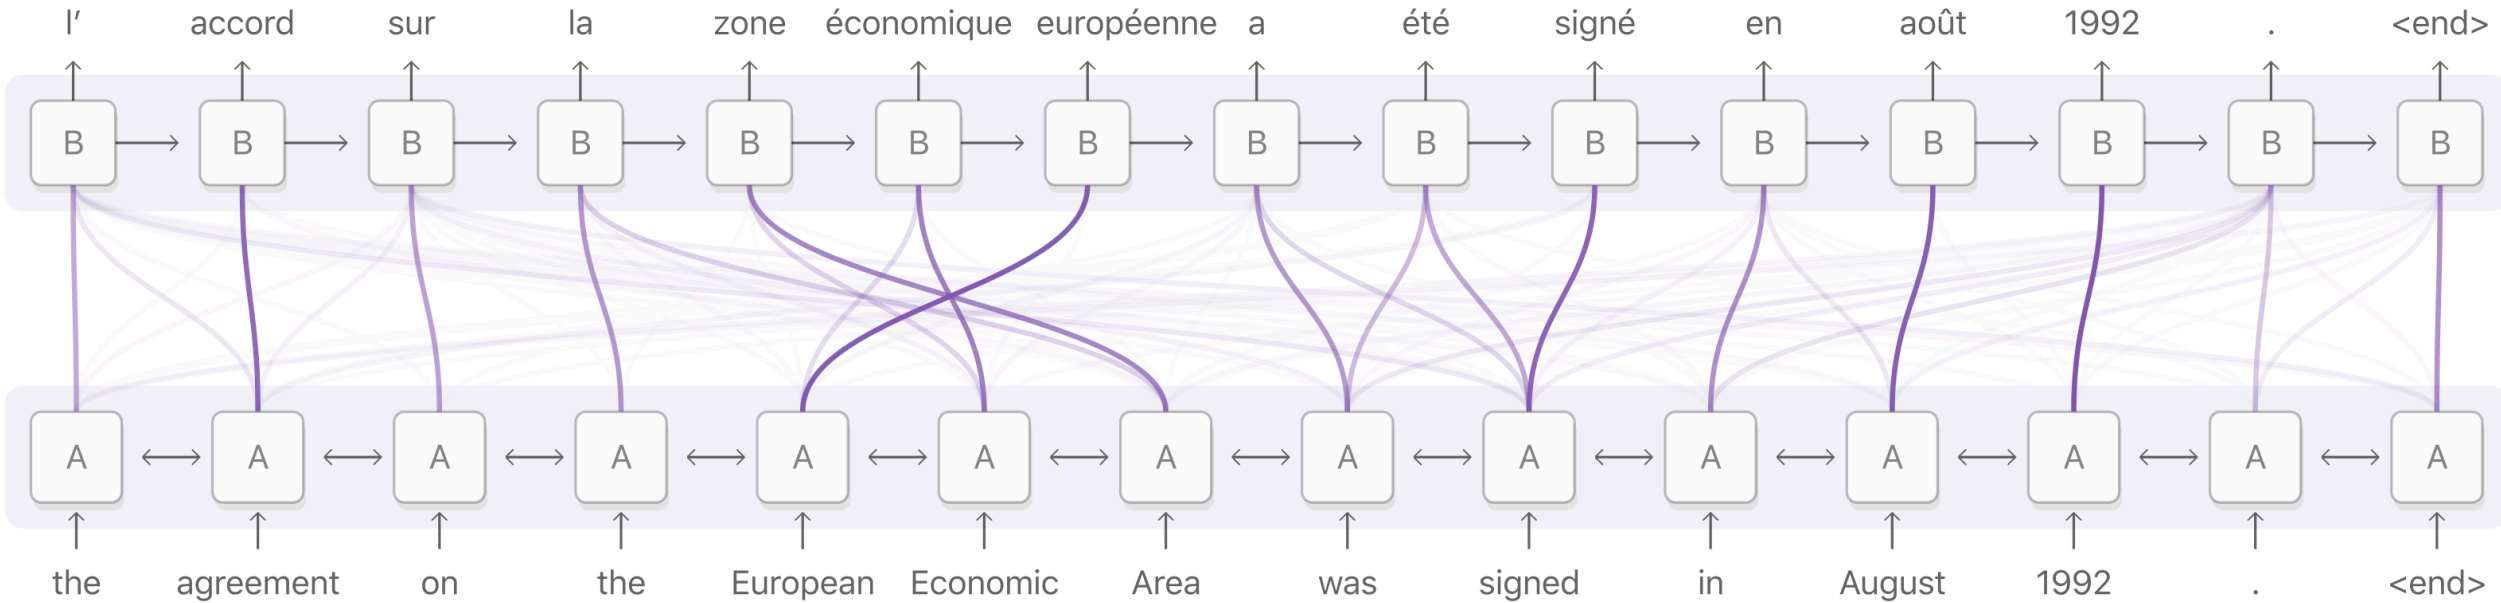 l’ accord sur la zone économique européenne a été signé en août 1992 . <end>
B B B B B B B B B B B B B B B
A A A A A A A A A A A A A A
the agreement on the European Economic Area was signed in August 1992 . <end>